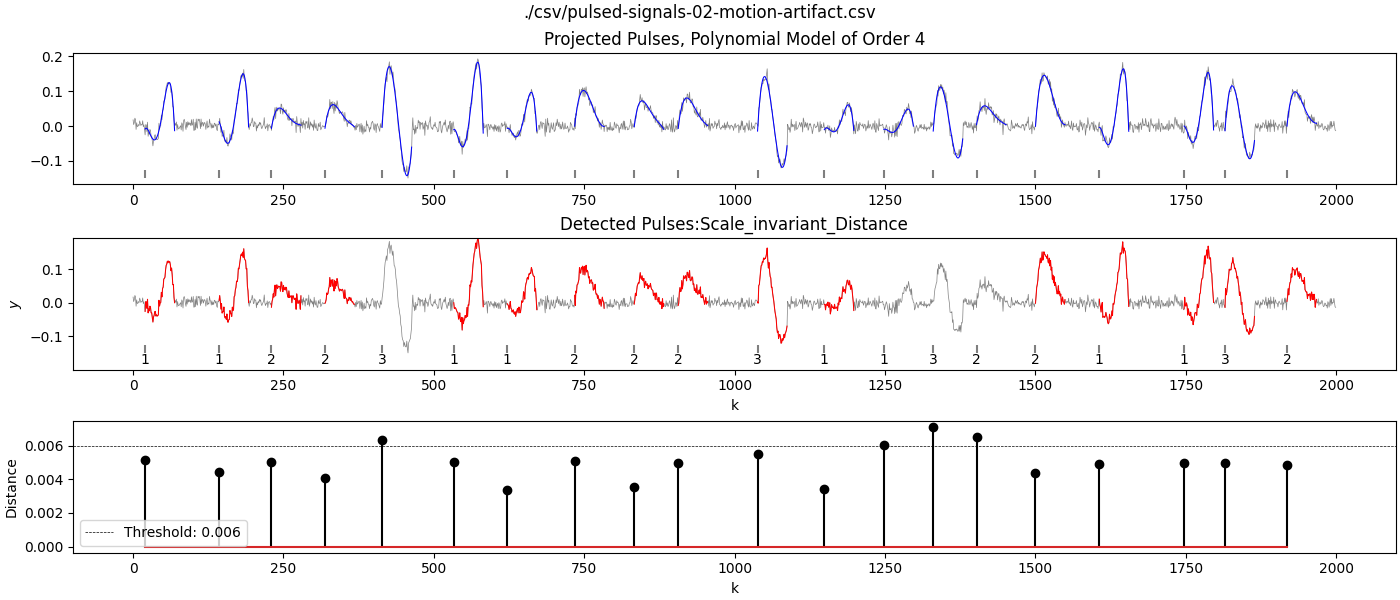 ./csv/pulsed-signals-02-motion-artifact.csv
Projected Pulses, Polynomial Model of Order 4
0.2
0.1
0.0
−0.1
0 250 500 750 1000 1250 1500 1750 2000
Detected Pulses:Scale_invariant_Distance
y
0.1
0.0
−0.1
1 1 2 2 3 1 1 2 2 2 3 1 1 3 2 2 1 1 3 2
0 250 500 750 1000 1250 1500 1750 2000
k
Distance
0.006
0.004
0.002
0.000
Threshold: 0.006
0 250 500 750 1000 1250 1500 1750 2000
k